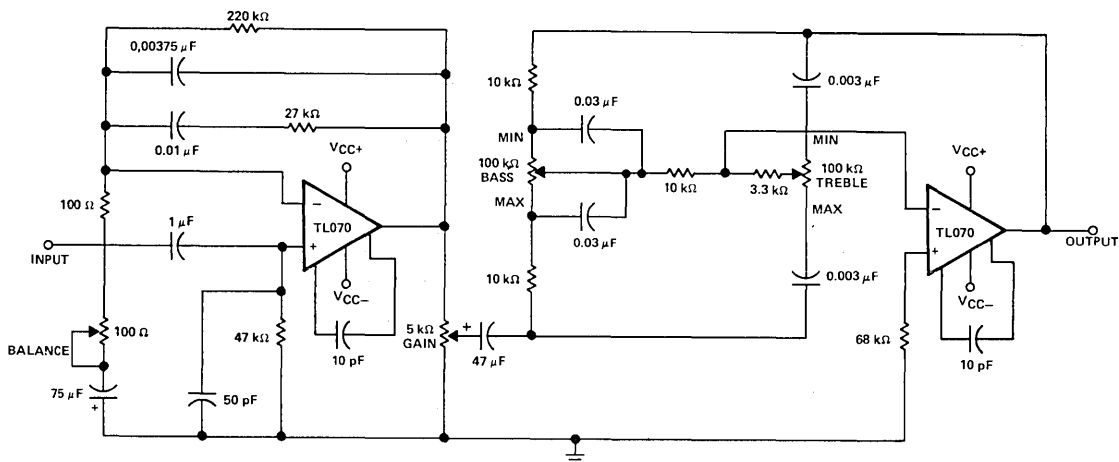 220 kΩ
0,00375 µF
27 kΩ
0.01 µF
VCC+
100 Ω
1 µF
−
TL070
+
INPUT
VCC−
100 Ω
BALANCE
47 kΩ
10 pF
5 kΩ
GAIN
+
47 µF
75 µF
+
50 pF
10 kΩ
0.03 µF
0.003 µF
MIN
MIN
100 kΩ
BASS
10 kΩ
3.3 kΩ
100 kΩ
TREBLE
MAX
MAX
0.03 µF
10 kΩ
0.003 µF
VCC+
−
TL070
+
OUTPUT
VCC−
68 kΩ
10 pF